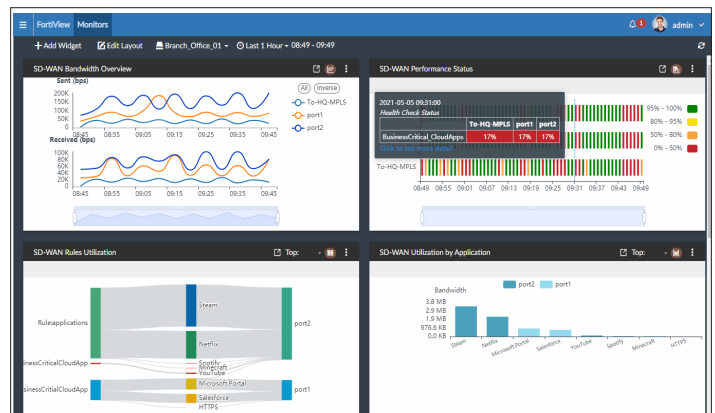 FortiView Monitors
1
admin
Add Widget Edit Layout Branch_Office_01 Last 1 Hour 08:49 - 09:49
SD-WAN Bandwidth Overview
Sent (bps)
200K
150K
100K
50K
0
08:45 08:55 09:05 09:15 09:25 09:35 09:45
All Inverse
To-HQ-MPLS
port1
port2
Received (bps)
100K
80K
60K
40K
20K
0
08:45 08:55 09:05 09:15 09:25 09:35 09:45
SD-WAN Performance Status
2021-05-05 09:31:00
Health Check Status
To-HQ-MPLS port1 port2
BusinessCritical_CloudApps 17% 17% 17%
Click to see more detail
95% - 100%
80% - 95%
50% - 80%
0% - 50%
To-HQ-MPLS
08:49 08:55 09:01 09:07 09:13 09:19 09:25 09:31 09:37 09:43 09:49
SD-WAN Rules Utilization
Top:
Ruleapplications
inessCriticalCloudApp
sinessCritialCloudApp
Steam
Netflix
Spotify
Minecraft
YouTube
Microsoft Portal
Salesforce
HTTPS
port2
port1
SD-WAN Utilization by Application
Top:
Bandwidth
port2 port1
3.8 MB
2.9 MB
1.9 MB
976.6 KB
0.0 KB
Steam Netflix Microsoft Portal Salesforce YouTube Spotify Minecraft HTTPS